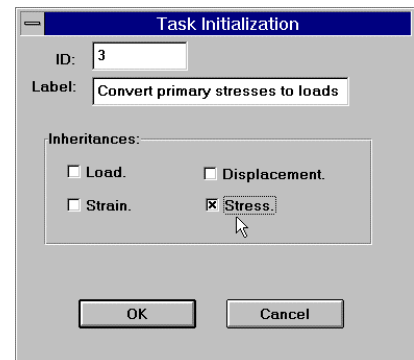 Task Initialization
ID: 3
Label: Convert primary stresses to loads
Inheritances:
Load. Displacement.
Strain. Stress.
OK Cancel